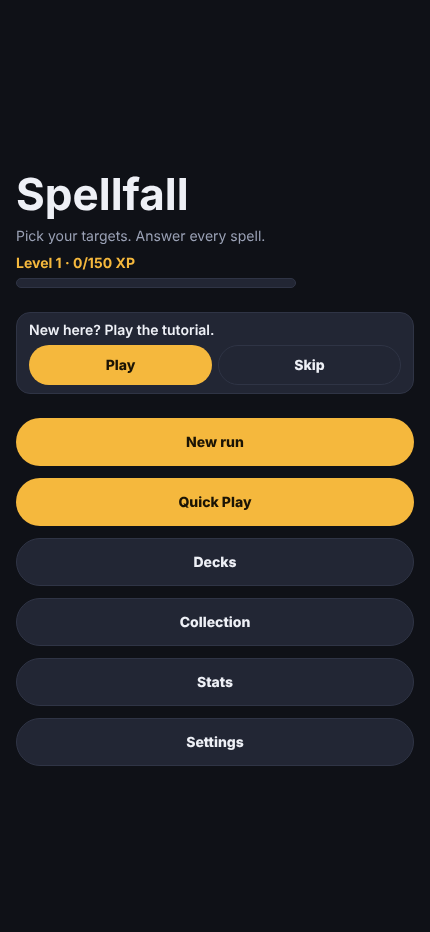 Spellfall
Pick your targets. Answer every spell.
Level 1 · 0/150 XP
New here? Play the tutorial.
Play
Skip
New run
Quick Play
Decks
Collection
Stats
Settings